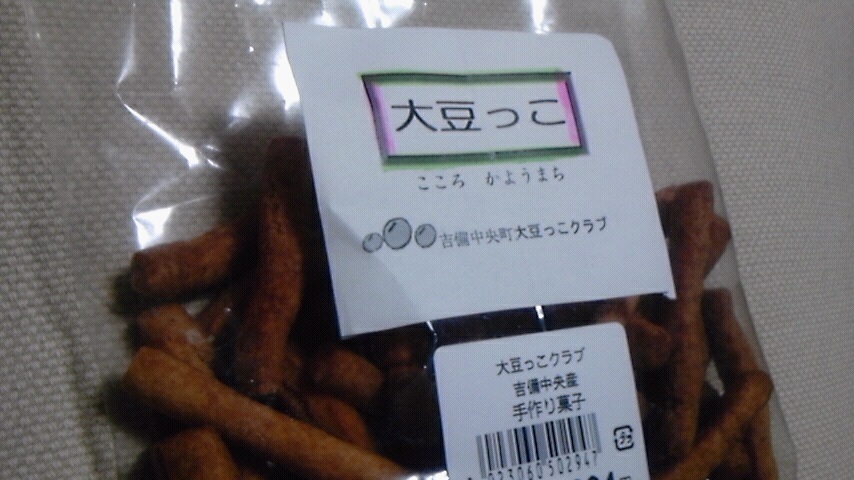 大豆っこ
こころ かようまち
吉備中央町大豆っこクラブ
大豆っこクラブ
吉備中央産
手作り菓子
023060502947